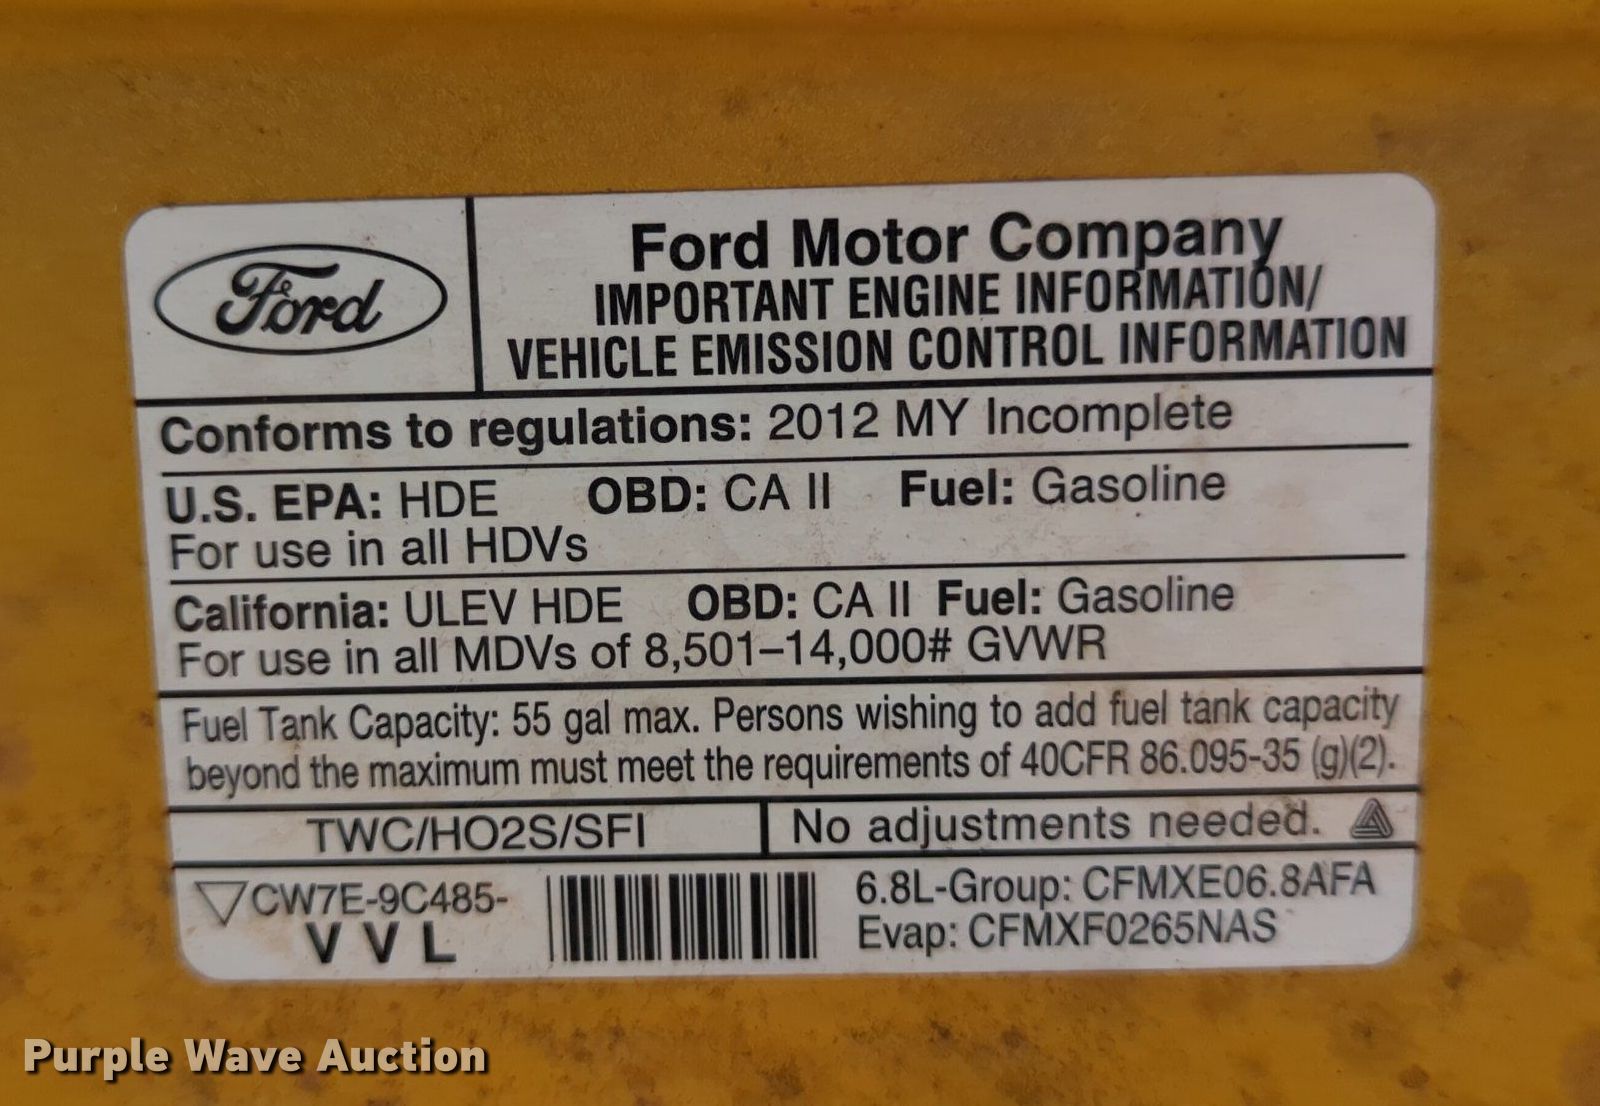 Ford
Ford Motor Company
IMPORTANT ENGINE INFORMATION/
VEHICLE EMISSION CONTROL INFORMATION
Conforms to regulations: 2012 MY Incomplete
U.S. EPA: HDE OBD: CA II Fuel: Gasoline
For use in all HDVs
California: ULEV HDE OBD: CA II Fuel: Gasoline
For use in all MDVs of 8,501–14,000# GVWR
Fuel Tank Capacity: 55 gal max. Persons wishing to add fuel tank capacity
beyond the maximum must meet the requirements of 40CFR 86.095-35 (g)(2).
TWC/HO2S/SFI No adjustments needed.
CW7E-9C485-
VVL
6.8L-Group: CFMXE06.8AFA
Evap: CFMXF0265NAS
Purple Wave Auction